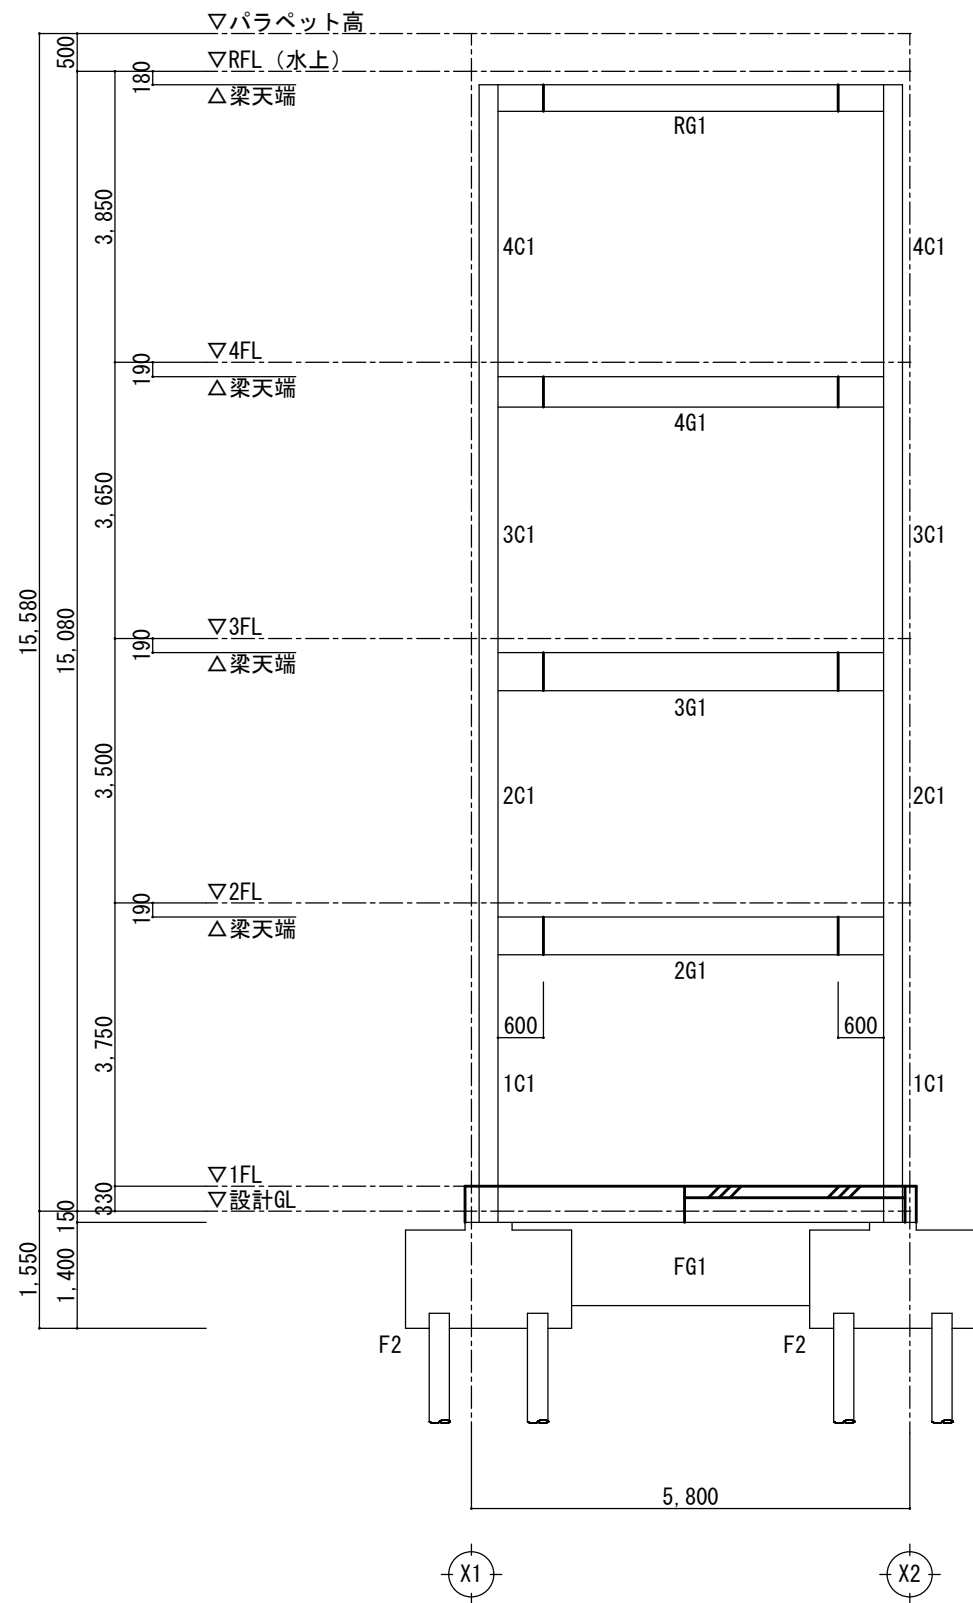 ▽パラペット高
500
▽RFL（水上）
180
△梁天端
RG1
3,850
4C1
4C1
▽4FL
190
△梁天端
4G1
3,650
3C1
3C1
15,580
15,080
▽3FL
190
△梁天端
3G1
3,500
2C1
2C1
▽2FL
190
△梁天端
2G1
600
600
3,750
1C1
1C1
▽1FL
330
▽設計GL
150
1,550
1,400
FG1
F2
F2
5,800
X1
X2